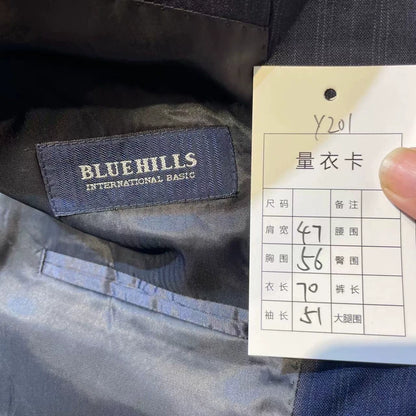 BLUEHILLS
INTERNATIONAL BASIC
Y201
量衣卡
尺码 备注
肩宽 47 腰围
胸围 56 臀围
衣长 70 裤长
袖长 51 大腿围